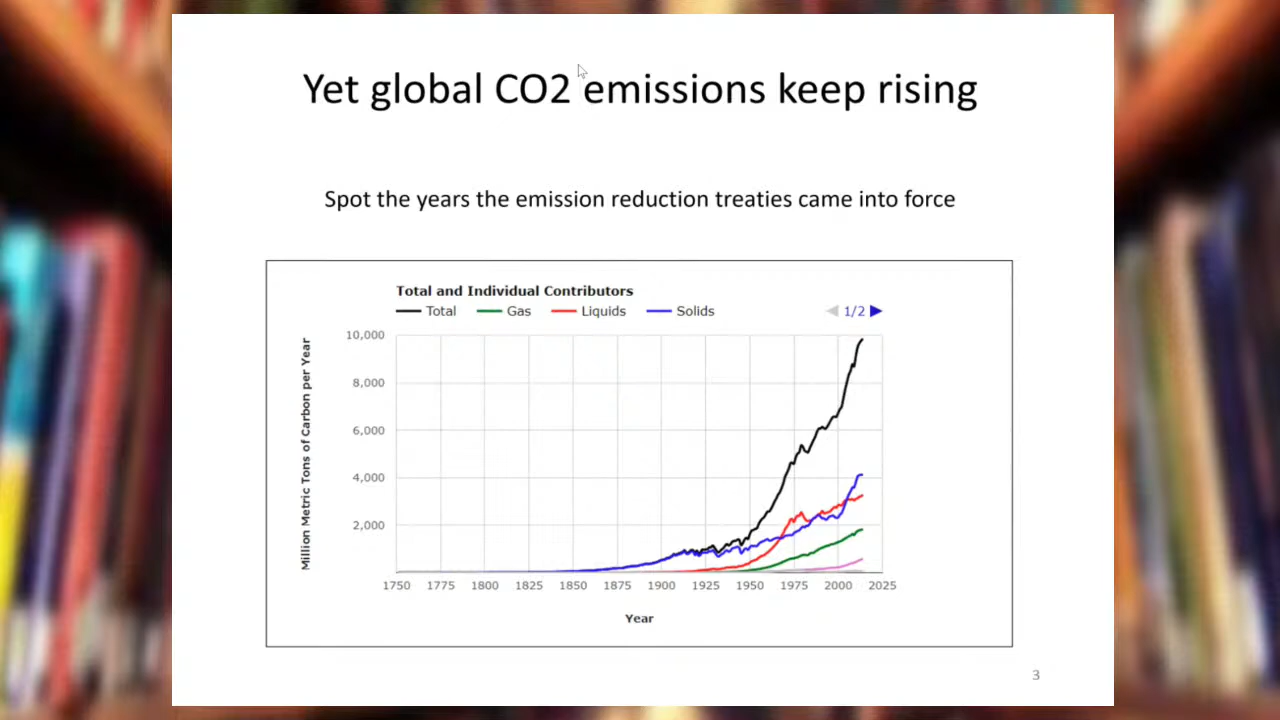 Yet global CO2 emissions keep rising
Spot the years the emission reduction treaties came into force
Total and Individual Contributors
Total Gas Liquids Solids 1/2
Million Metric Tons of Carbon per Year
10,000
8,000
6,000
4,000
2,000
1750 1775 1800 1825 1850 1875 1900 1925 1950 1975 2000 2025
Year
3